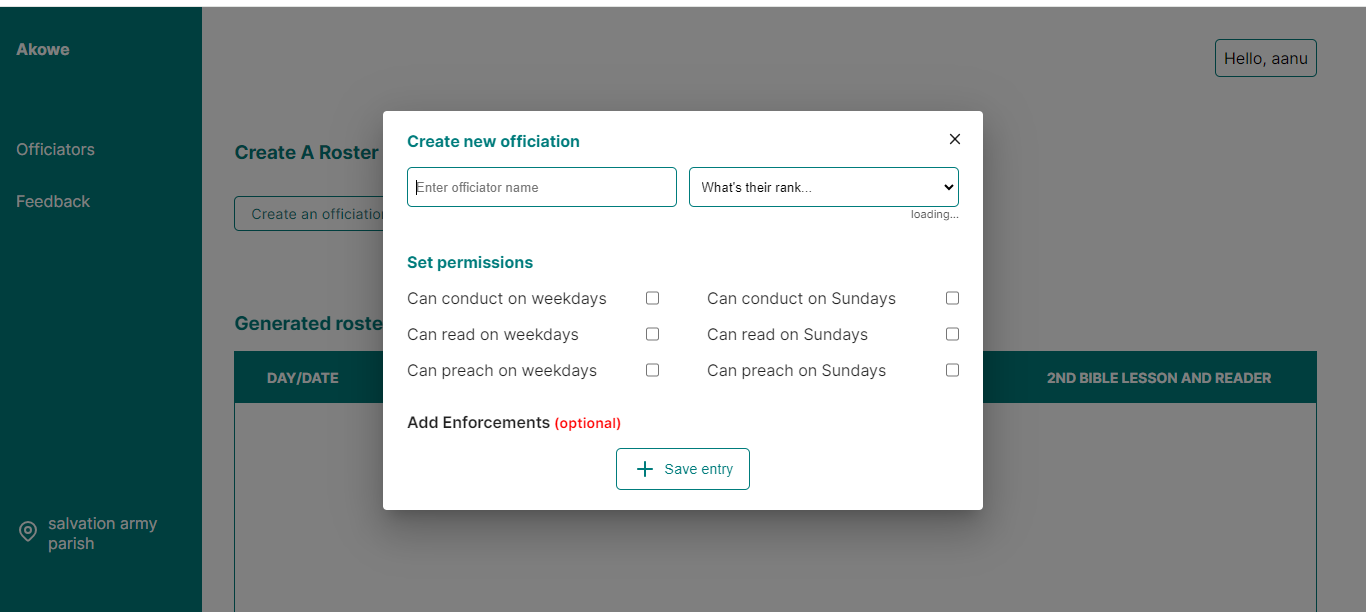 Akowe
Hello, aanu
Officiators
Feedback
salvation army
parish
Create A Roster
Create an officiatio
Generated roste
DAY/DATE
2ND BIBLE LESSON AND READER
Create new officiation
Enter officiator name
What's their rank...
loading...
Set permissions
Can conduct on weekdays
Can conduct on Sundays
Can read on weekdays
Can read on Sundays
Can preach on weekdays
Can preach on Sundays
Add Enforcements (optional)
Save entry